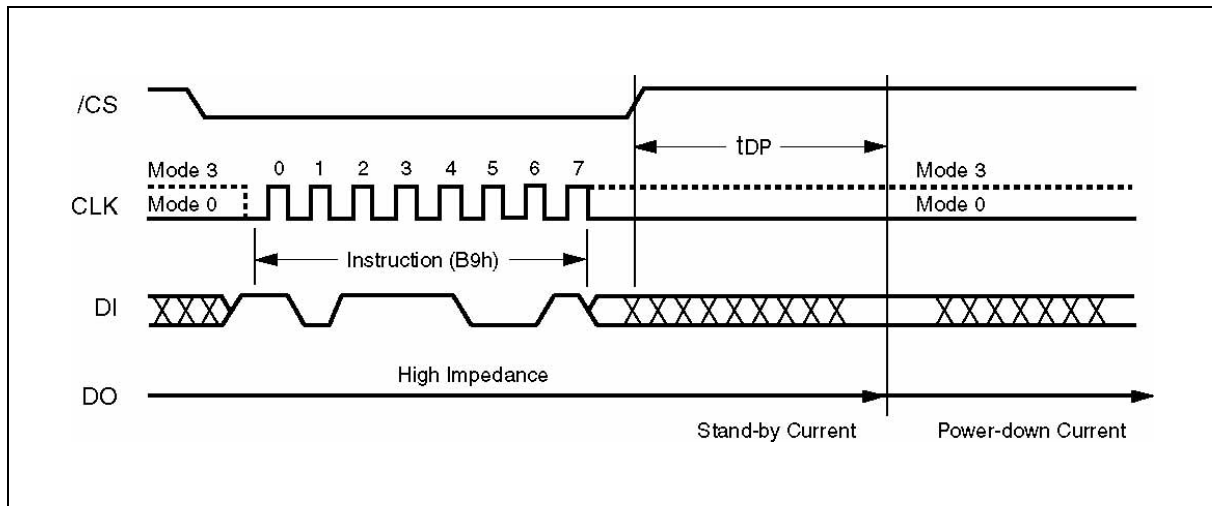 /CS
tDP
Mode 3 0 1 2 3 4 5 6 7 Mode 3
CLK
Mode 0 Mode 0
Instruction (B9h)
DI
High Impedance
DO
Stand-by Current Power-down Current